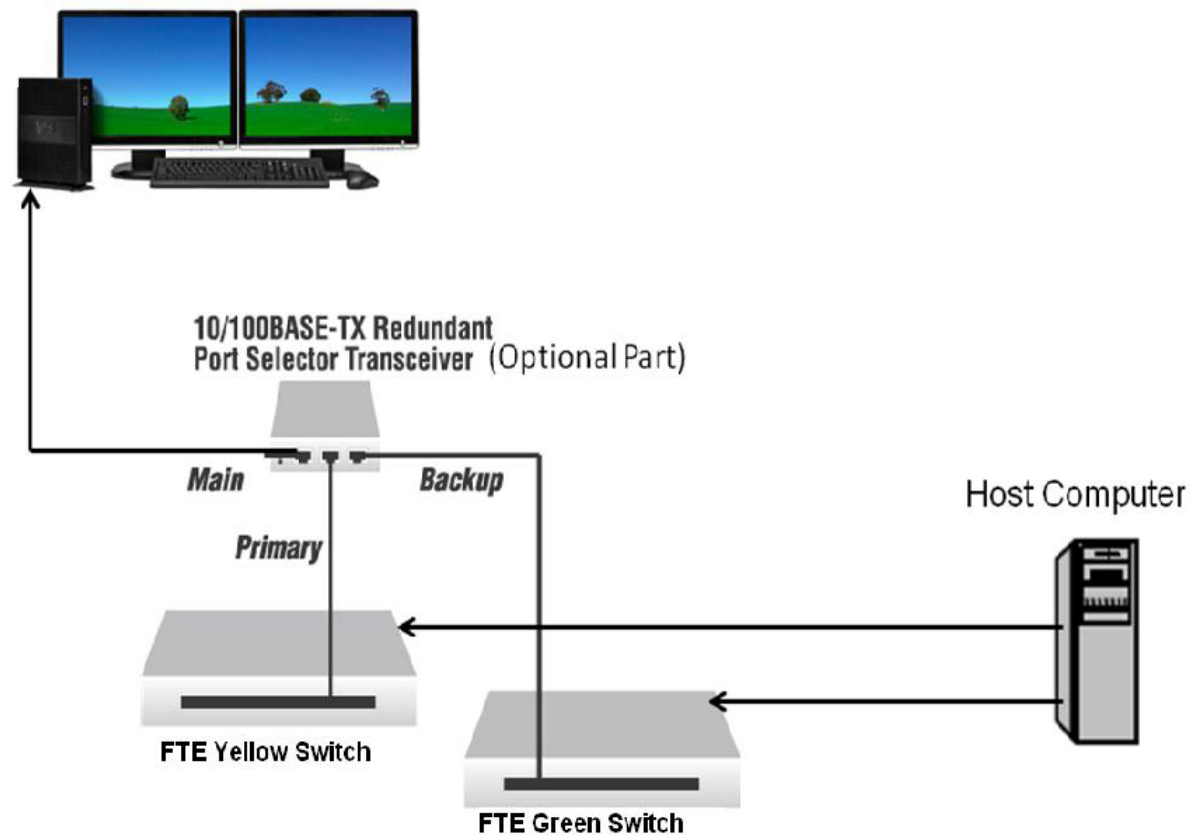 10/100BASE-TX Redundant
Port Selector Transceiver (Optional Part)
Main
Backup
Primary
Host Computer
FTE Yellow Switch
FTE Green Switch